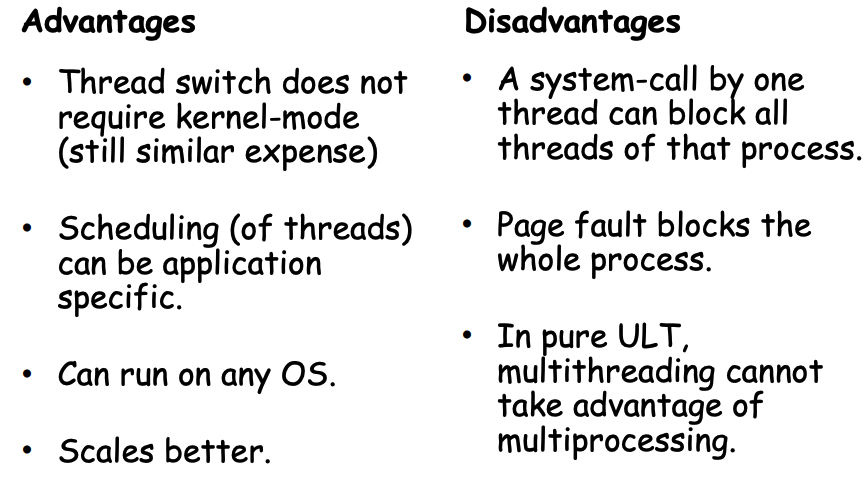 Advantages
• Thread switch does not
require kernel-mode
(still similar expense)
• Scheduling (of threads)
can be application
specific.
• Can run on any OS.
• Scales better.
Disadvantages
• A system-call by one
thread can block all
threads of that process.
• Page fault blocks the
whole process.
• In pure ULT,
multithreading cannot
take advantage of
multiprocessing.